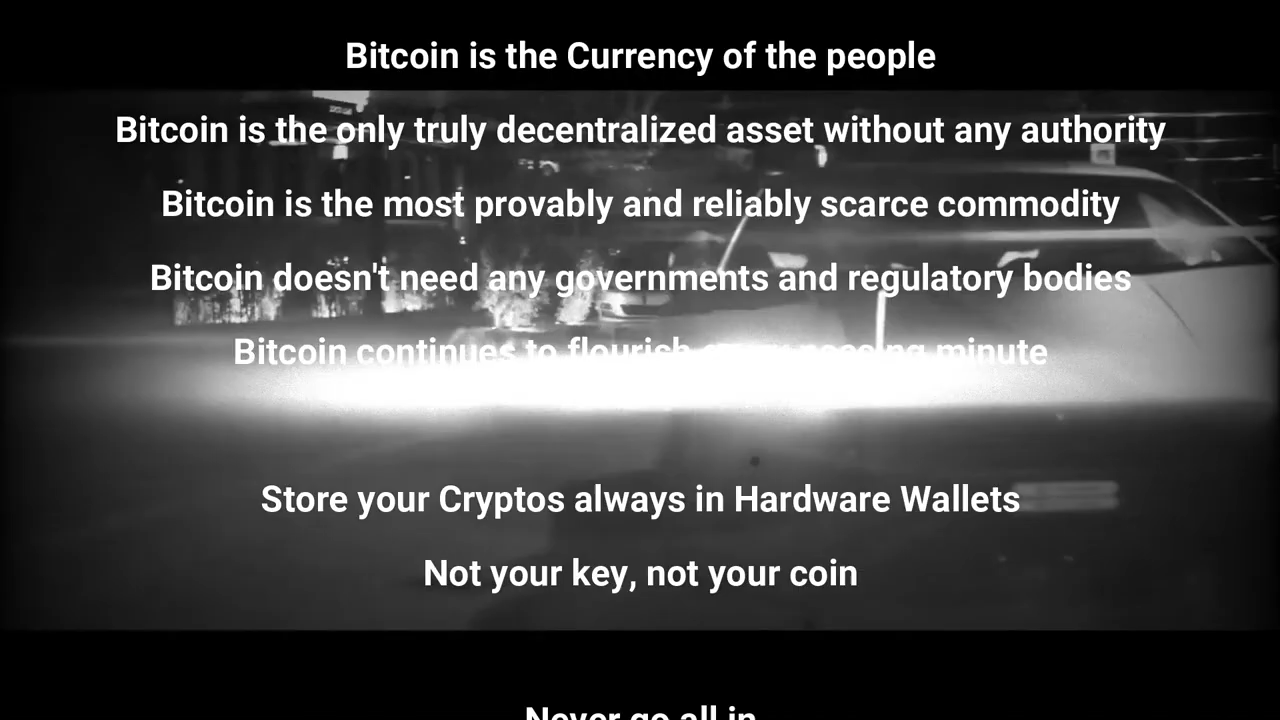 Bitcoin is the Currency of the people
Bitcoin is the only truly decentralized asset without any authority
Bitcoin is the most provably and reliably scarce commodity
Bitcoin doesn't need any governments and regulatory bodies
Bitcoin continues to flourish every passing minute
Store your Cryptos always in Hardware Wallets
Not your key, not your coin
Never go all in